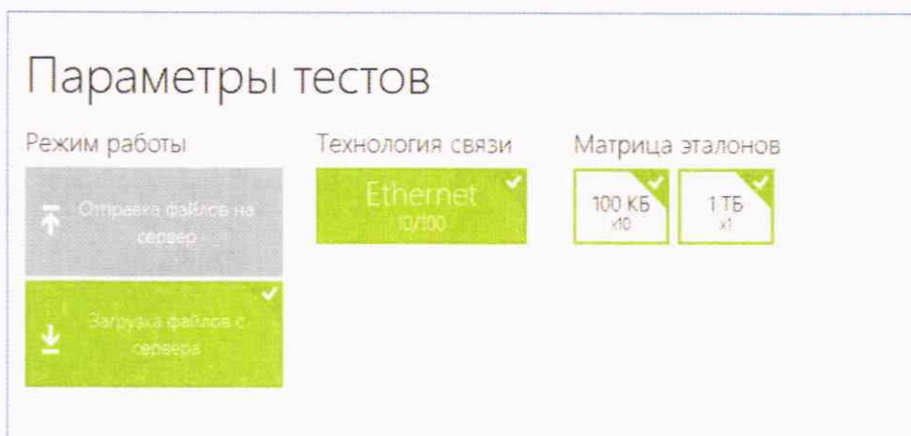 Параметры тестов
Режим работы
Отправка файлов на
сервер
Загрузка файлов с
сервера
Технология связи
Ethernet
10/100
Матрица эталонов
100 КБ
x10
1 ТБ
x1